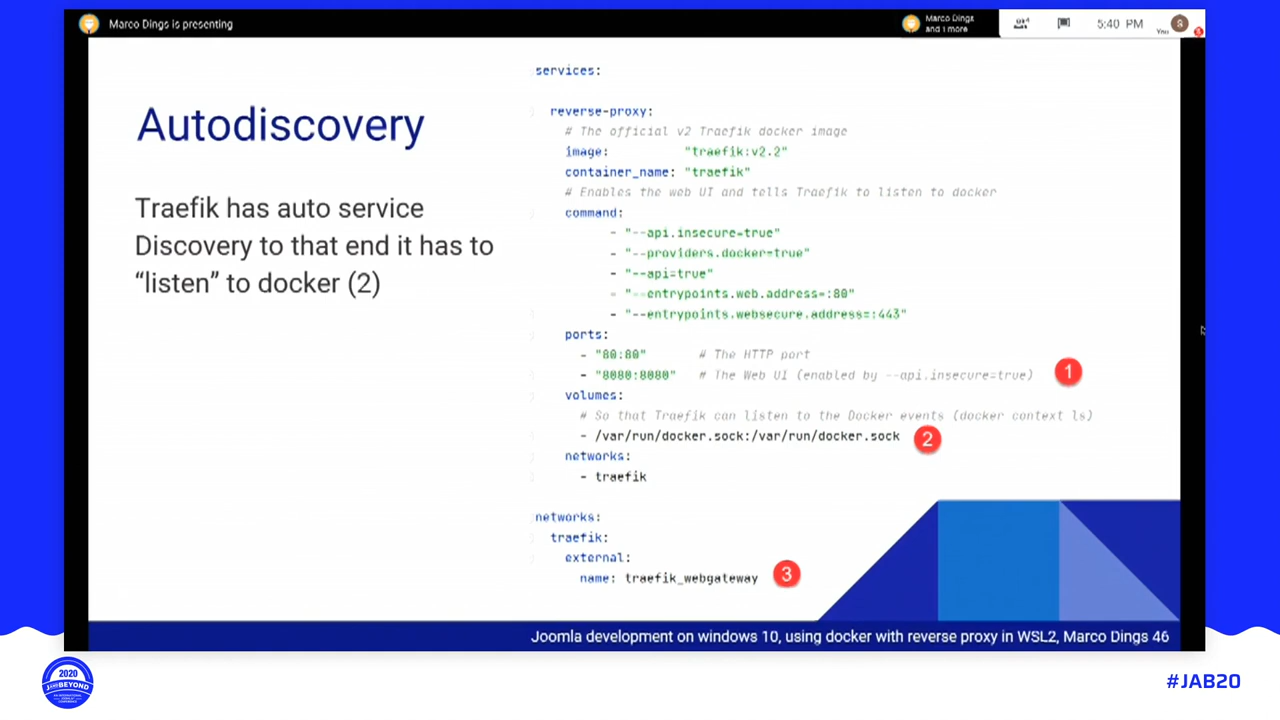 Marco Dings is presenting
Marco Dings
and 1 more
5:40 PM
You
S
Autodiscovery
Traefik has auto service
Discovery to that end it has to
“listen” to docker (2)
services:
reverse-proxy:
# The official v2 Traefik docker image
image: "traefik:v2.2"
container_name: "traefik"
# Enables the web UI and tells Traefik to listen to docker
command:
- "--api.insecure=true"
- "--providers.docker=true"
- "--api=true"
- "--entrypoints.web.address=:80"
- "--entrypoints.websecure.address=:443"
ports:
- "80:80" # The HTTP port
- "8080:8080" # The Web UI (enabled by --api.insecure=true) 1
volumes:
# So that Traefik can listen to the Docker events (docker context ls)
- /var/run/docker.sock:/var/run/docker.sock 2
networks:
- traefik
networks:
traefik:
external:
name: traefik_webgateway 3
Joomla development on windows 10, using docker with reverse proxy in WSL2, Marco Dings 46
2020
BEYOND
#JAB20